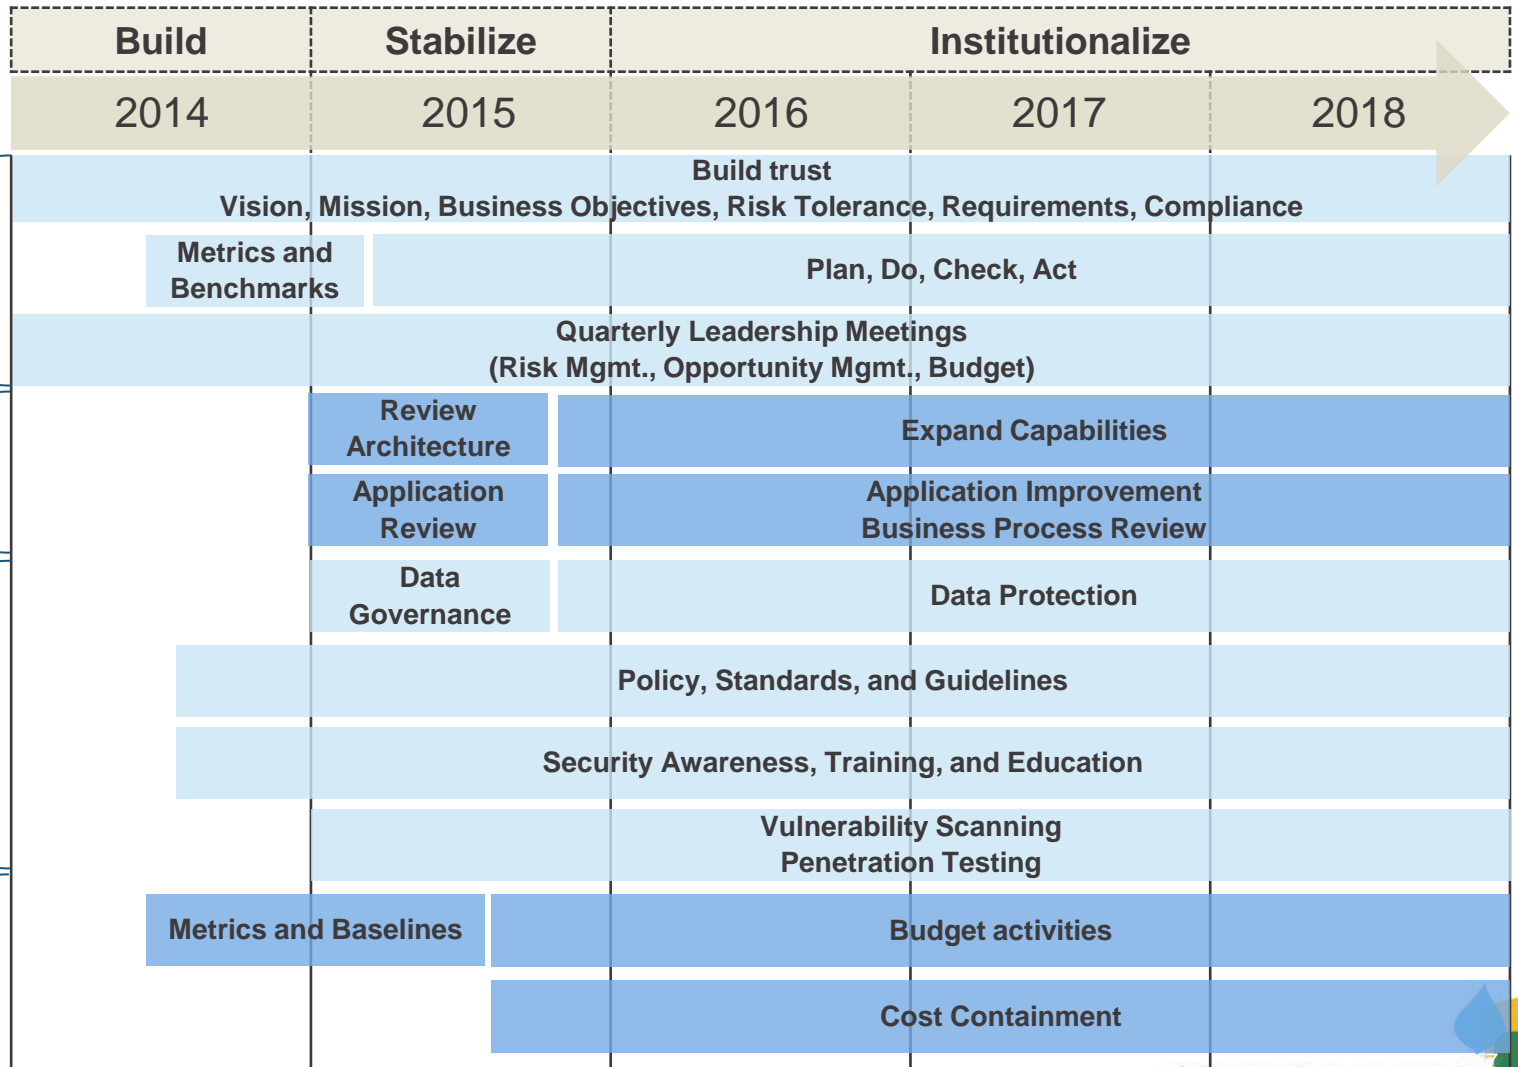 Build Stabilize Institutionalize
2014 2015 2016 2017 2018
Build trust
Vision, Mission, Business Objectives, Risk Tolerance, Requirements, Compliance
Metrics and
Benchmarks
Plan, Do, Check, Act
Quarterly Leadership Meetings
(Risk Mgmt., Opportunity Mgmt., Budget)
Review
Architecture
Expand Capabilities
Application
Review
Application Improvement
Business Process Review
Data
Governance
Data Protection
Policy, Standards, and Guidelines
Security Awareness, Training, and Education
Vulnerability Scanning
Penetration Testing
Metrics and Baselines
Budget activities
Cost Containment